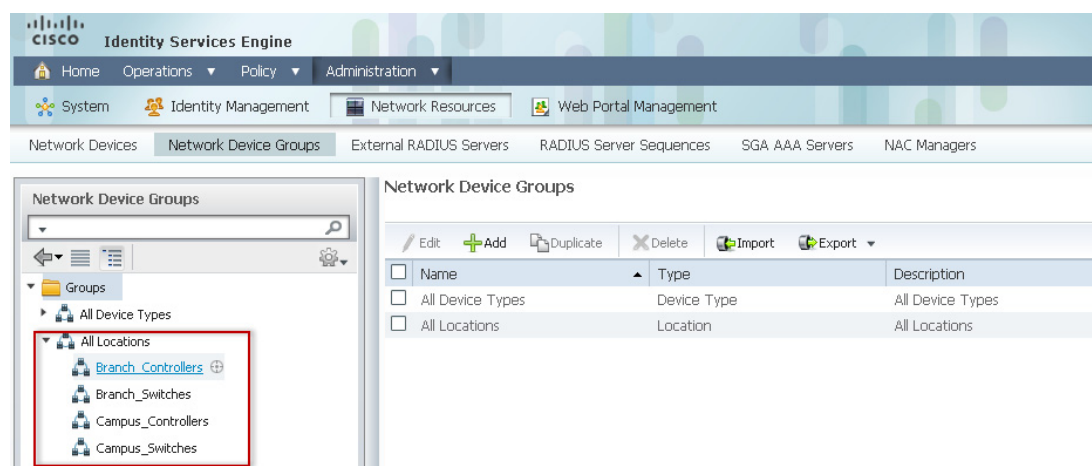 CISCO Identity Services Engine
Home Operations Policy Administration
System Identity Management Network Resources Web Portal Management
Network Devices Network Device Groups External RADIUS Servers RADIUS Server Sequences SGA AAA Servers NAC Managers
Network Device Groups
Groups
All Device Types
All Locations
Branch_Controllers
Branch_Switches
Campus_Controllers
Campus_Switches
Network Device Groups
Edit Add Duplicate Delete Import Export
Name Type Description
All Device Types Device Type All Device Types
All Locations Location All Locations